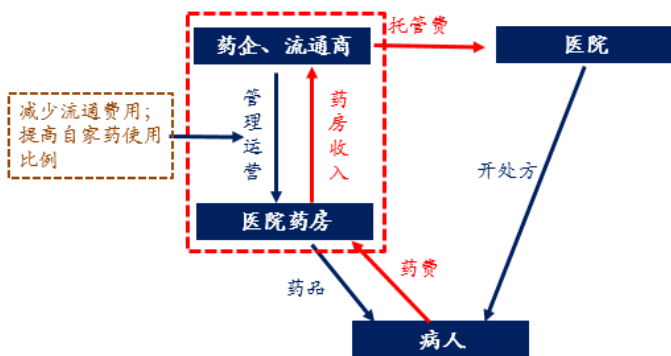 药企、流通商
托管费
医院
减少流通费用；
提高自家药使用
比例
管理运营
药房收入
开处方
医院药房
药品
药费
病人